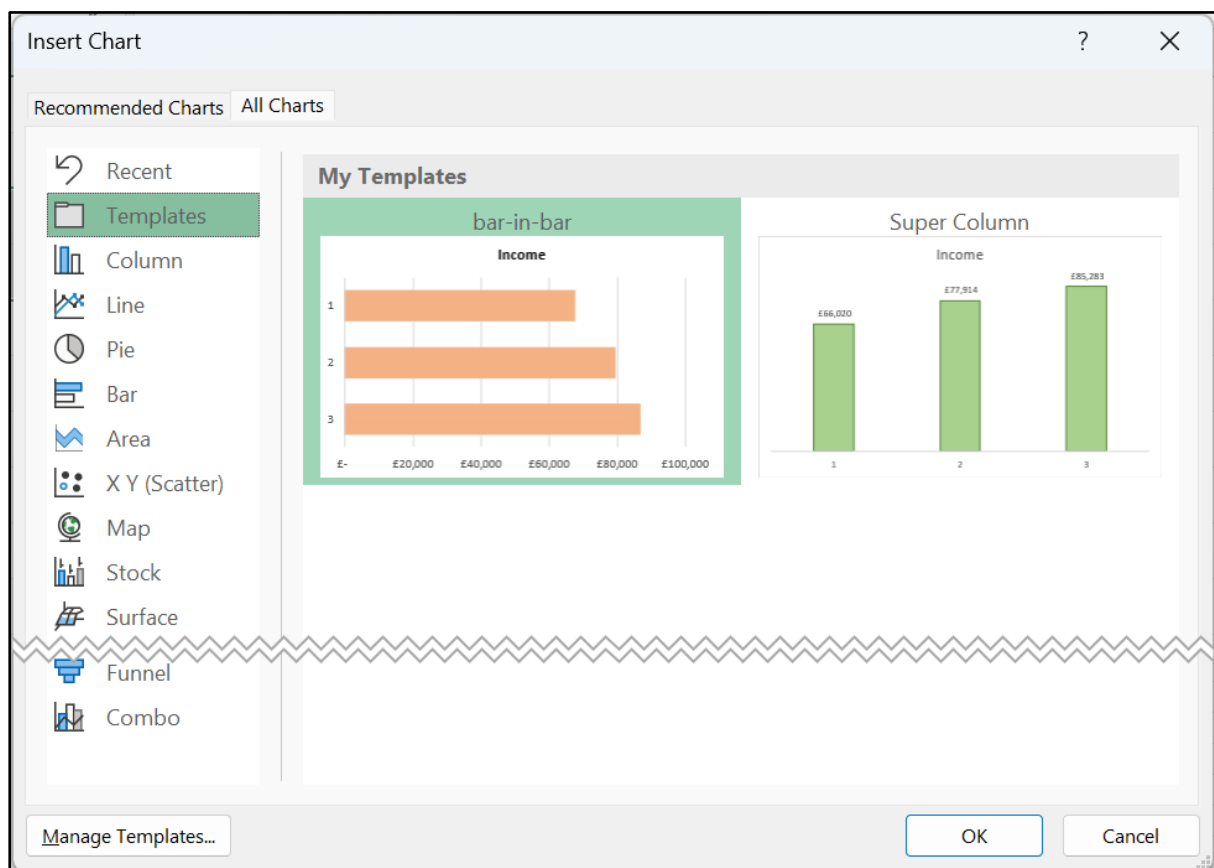 Insert Chart
?
Recommended Charts All Charts
Recent
Templates
Column
Line
Pie
Bar
Area
X Y (Scatter)
Map
Stock
Surface
Funnel
Combo
My Templates
bar-in-bar
Income
1
2
3
£- £20,000 £40,000 £60,000 £80,000 £100,000
Super Column
Income
£66,020 £77,914 £85,283
1 2 3
Manage Templates... OK Cancel